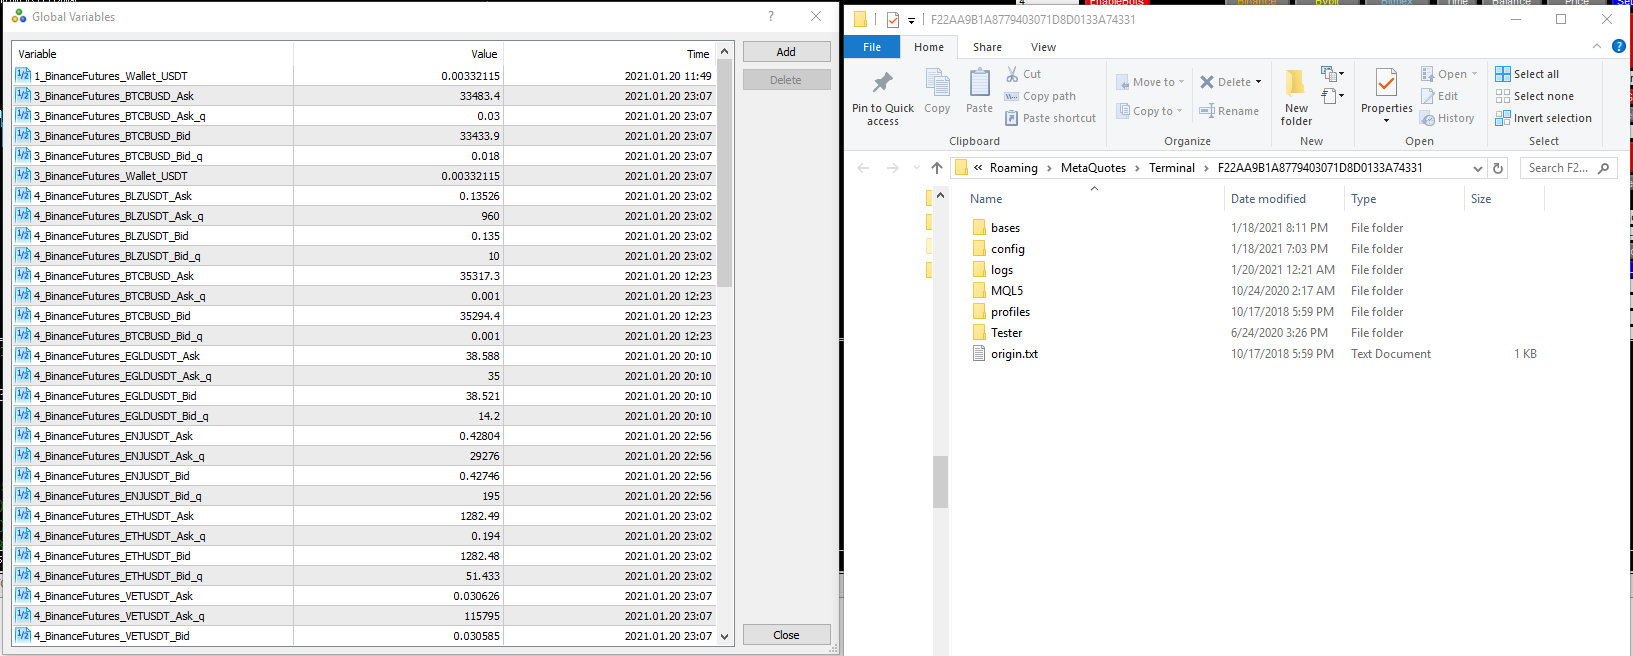 Global Variables
Variable Value Time
1_BinanceFutures_Wallet_USDT 0.00332115 2021.01.20 11:49
3_BinanceFutures_BTCBUSD_Ask 33483.4 2021.01.20 23:07
3_BinanceFutures_BTCBUSD_Ask_q 0.03 2021.01.20 23:07
3_BinanceFutures_BTCBUSD_Bid 33433.9 2021.01.20 23:07
3_BinanceFutures_BTCBUSD_Bid_q 0.018 2021.01.20 23:07
3_BinanceFutures_Wallet_USDT 0.00332115 2021.01.20 23:07
4_BinanceFutures_BLZUSDT_Ask 0.13526 2021.01.20 23:02
4_BinanceFutures_BLZUSDT_Ask_q 960 2021.01.20 23:02
4_BinanceFutures_BLZUSDT_Bid 0.135 2021.01.20 23:02
4_BinanceFutures_BLZUSDT_Bid_q 10 2021.01.20 23:02
4_BinanceFutures_BTCBUSD_Ask 35317.3 2021.01.20 12:23
4_BinanceFutures_BTCBUSD_Ask_q 0.001 2021.01.20 12:23
4_BinanceFutures_BTCBUSD_Bid 35294.4 2021.01.20 12:23
4_BinanceFutures_BTCBUSD_Bid_q 0.001 2021.01.20 12:23
4_BinanceFutures_EGLDUSDT_Ask 38.588 2021.01.20 20:10
4_BinanceFutures_EGLDUSDT_Ask_q 35 2021.01.20 20:10
4_BinanceFutures_EGLDUSDT_Bid 38.521 2021.01.20 20:10
4_BinanceFutures_EGLDUSDT_Bid_q 14.2 2021.01.20 20:10
4_BinanceFutures_ENJUSDT_Ask 0.42804 2021.01.20 22:56
4_BinanceFutures_ENJUSDT_Ask_q 29276 2021.01.20 22:56
4_BinanceFutures_ENJUSDT_Bid 0.42746 2021.01.20 22:56
4_BinanceFutures_ENJUSDT_Bid_q 195 2021.01.20 22:56
4_BinanceFutures_ETHUSDT_Ask 1282.49 2021.01.20 23:02
4_BinanceFutures_ETHUSDT_Ask_q 0.194 2021.01.20 23:02
4_BinanceFutures_ETHUSDT_Bid 1282.48 2021.01.20 23:02
4_BinanceFutures_ETHUSDT_Bid_q 51.433 2021.01.20 23:02
4_BinanceFutures_VETUSDT_Ask 0.030626 2021.01.20 23:07
4_BinanceFutures_VETUSDT_Ask_q 115795 2021.01.20 23:07
4_BinanceFutures_VETUSDT_Bid 0.030585 2021.01.20 23:07
Add
Delete
Close
F22AA9B1A8779403071D8D0133A74331
File Home Share View
Pin to Quick access
Copy
Paste
Cut
Copy path
Paste shortcut
Clipboard
Move to
Copy to
Delete
Rename
Organize
New folder
New
Properties
Open
Edit
History
Open
Select all
Select none
Invert selection
Select
« Roaming > MetaQuotes > Terminal > F22AA9B1A8779403071D8D0133A74331
Search F2...
Name Date modified Type Size
bases 1/18/2021 8:11 PM File folder
config 1/18/2021 7:03 PM File folder
logs 1/20/2021 12:21 AM File folder
MQL5 10/24/2020 2:17 AM File folder
profiles 10/17/2018 5:59 PM File folder
Tester 6/24/2020 3:26 PM File folder
origin.txt 10/17/2018 5:59 PM Text Document 1 KB